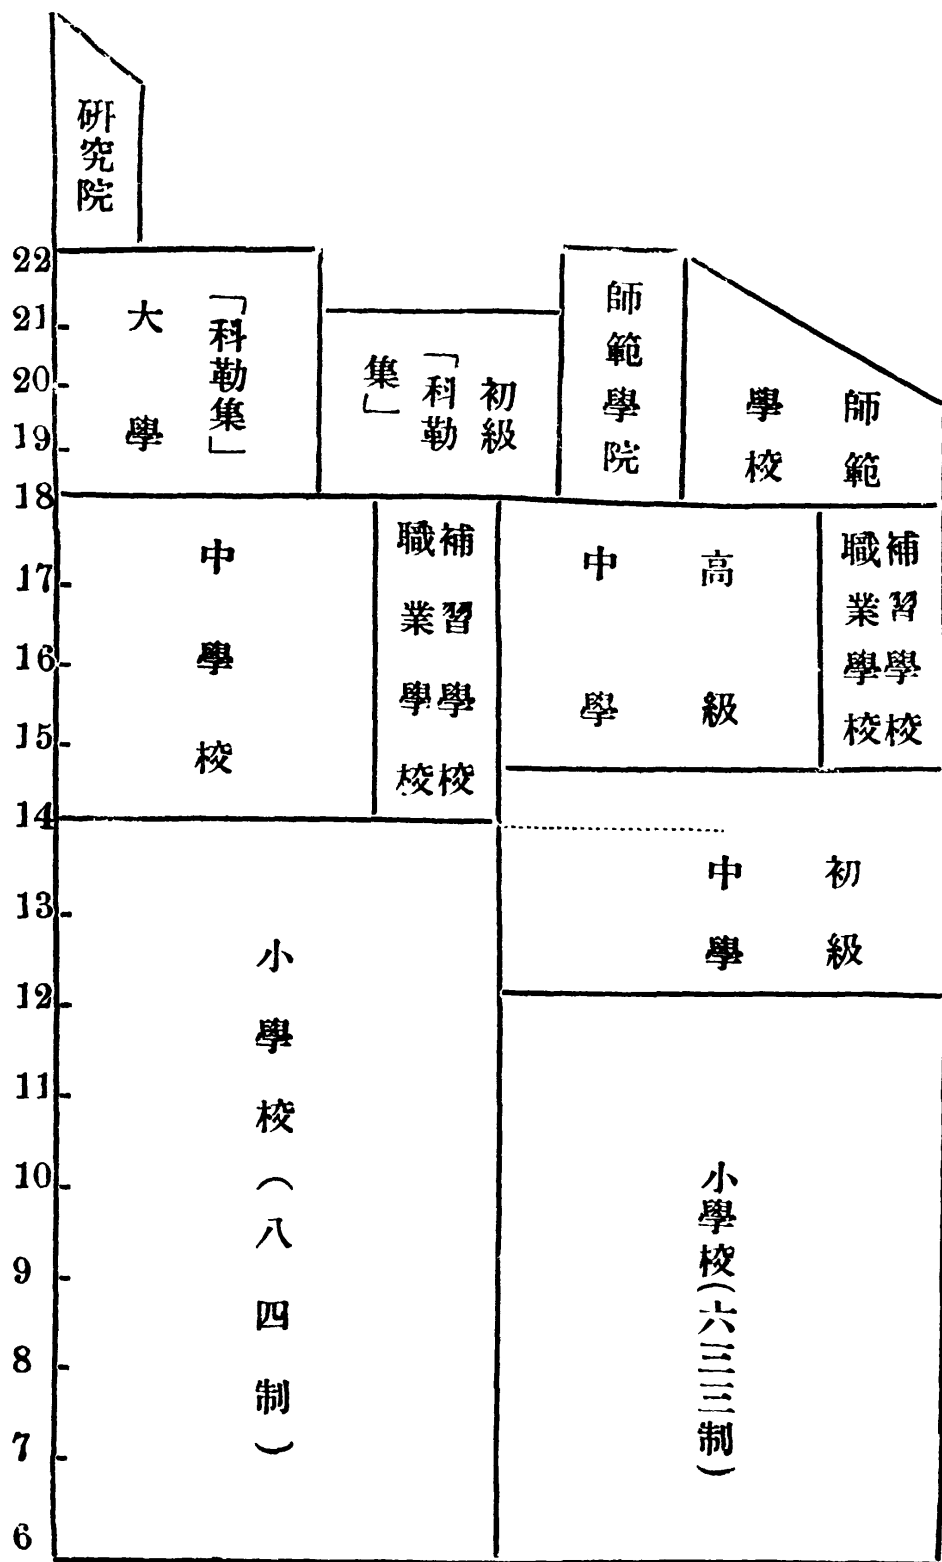 研究院
22
21
20
19
18
17
16
15
14
13
12
11
10
9
8
7
6
「科勒集」
大學
初級
「科勒
集」
師範學院
師範
學校
中學校
補習學校
職業學校
高級
中學
補習學校
職業學校
初級
中學
小學校(八四制)
小學校(六三三制)